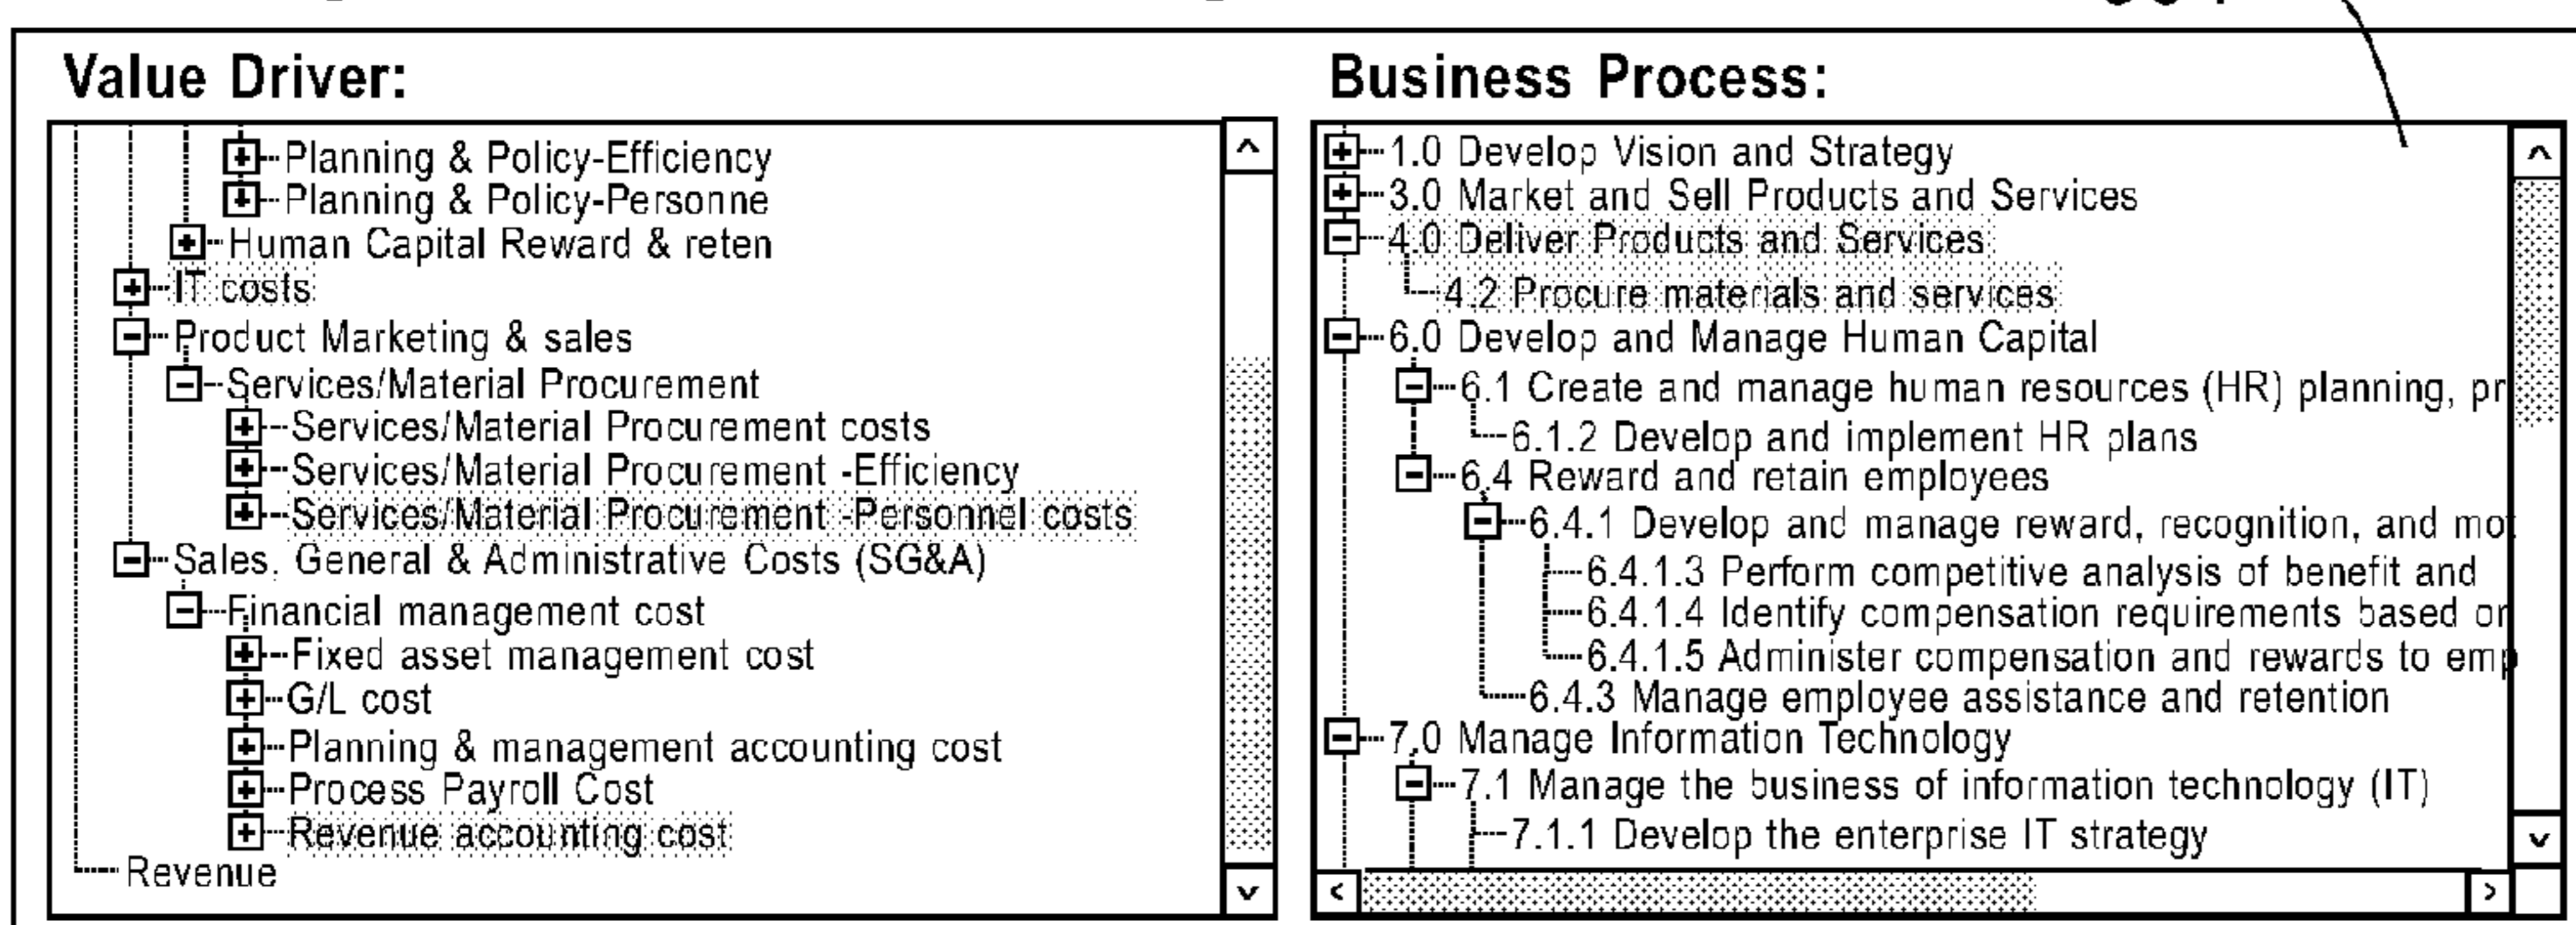 Value Driver:
Planning & Policy-Efficiency
Planning & Policy-Personne
Human Capital Reward & reten
IT costs
Product Marketing & sales
Services/Material Procurement
Services/Material Procurement costs
Services/Material Procurement -Efficiency
Services/Material Procurement -Personnel costs
Sales, General & Administrative Costs (SG&A)
Financial management cost
Fixed asset management cost
G/L cost
Planning & management accounting cost
Process Payroll Cost
Revenue accounting cost
Revenue
Business Process:
1.0 Develop Vision and Strategy
3.0 Market and Sell Products and Services
4.0 Deliver Products and Services
4.2 Procure materials and services
6.0 Develop and Manage Human Capital
6.1 Create and manage human resources (HR) planning, pr
6.1.2 Develop and implement HR plans
6.4 Reward and retain employees
6.4.1 Develop and manage reward, recognition, and mot
6.4.1.3 Perform competitive analysis of benefit and
6.4.1.4 Identify compensation requirements based or
6.4.1.5 Administer compensation and rewards to emp
6.4.3 Manage employee assistance and retention
7.0 Manage Information Technology
7.1 Manage the business of information technology (IT)
7.1.1 Develop the enterprise IT strategy